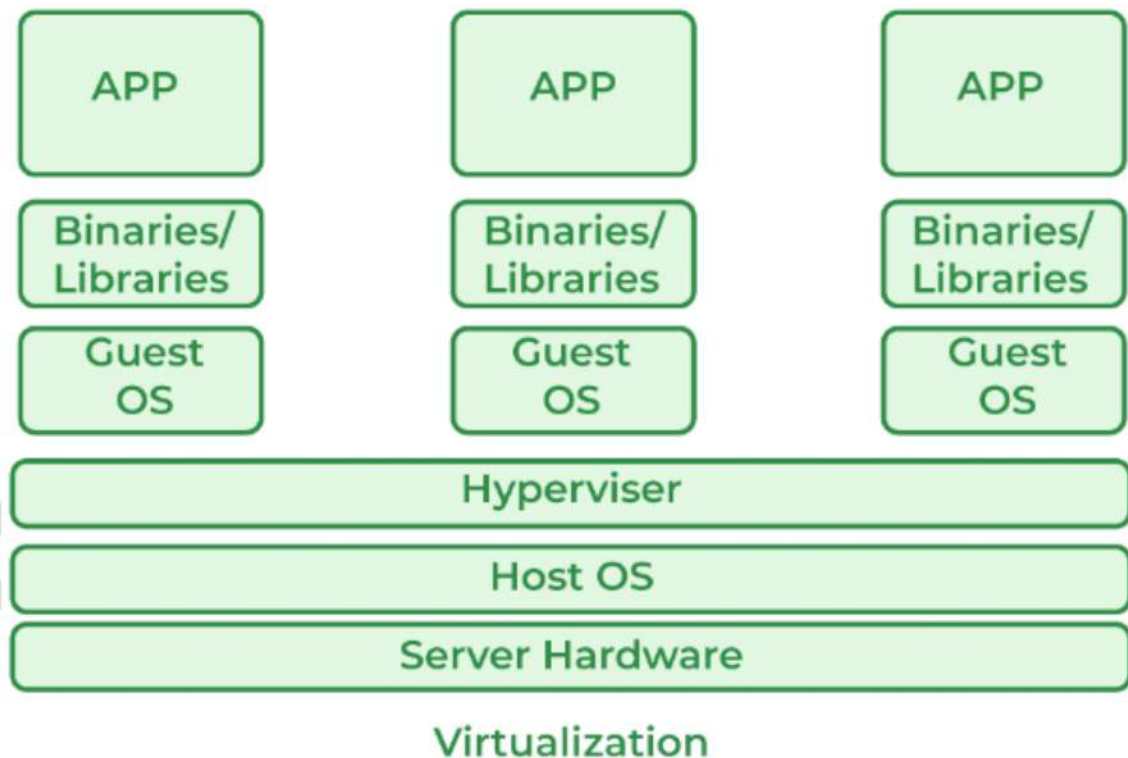 APP APP APP
Binaries/ Binaries/ Binaries/
Libraries Libraries Libraries
Guest Guest Guest
OS OS OS
Hyperviser
Host OS
Server Hardware
Virtualization